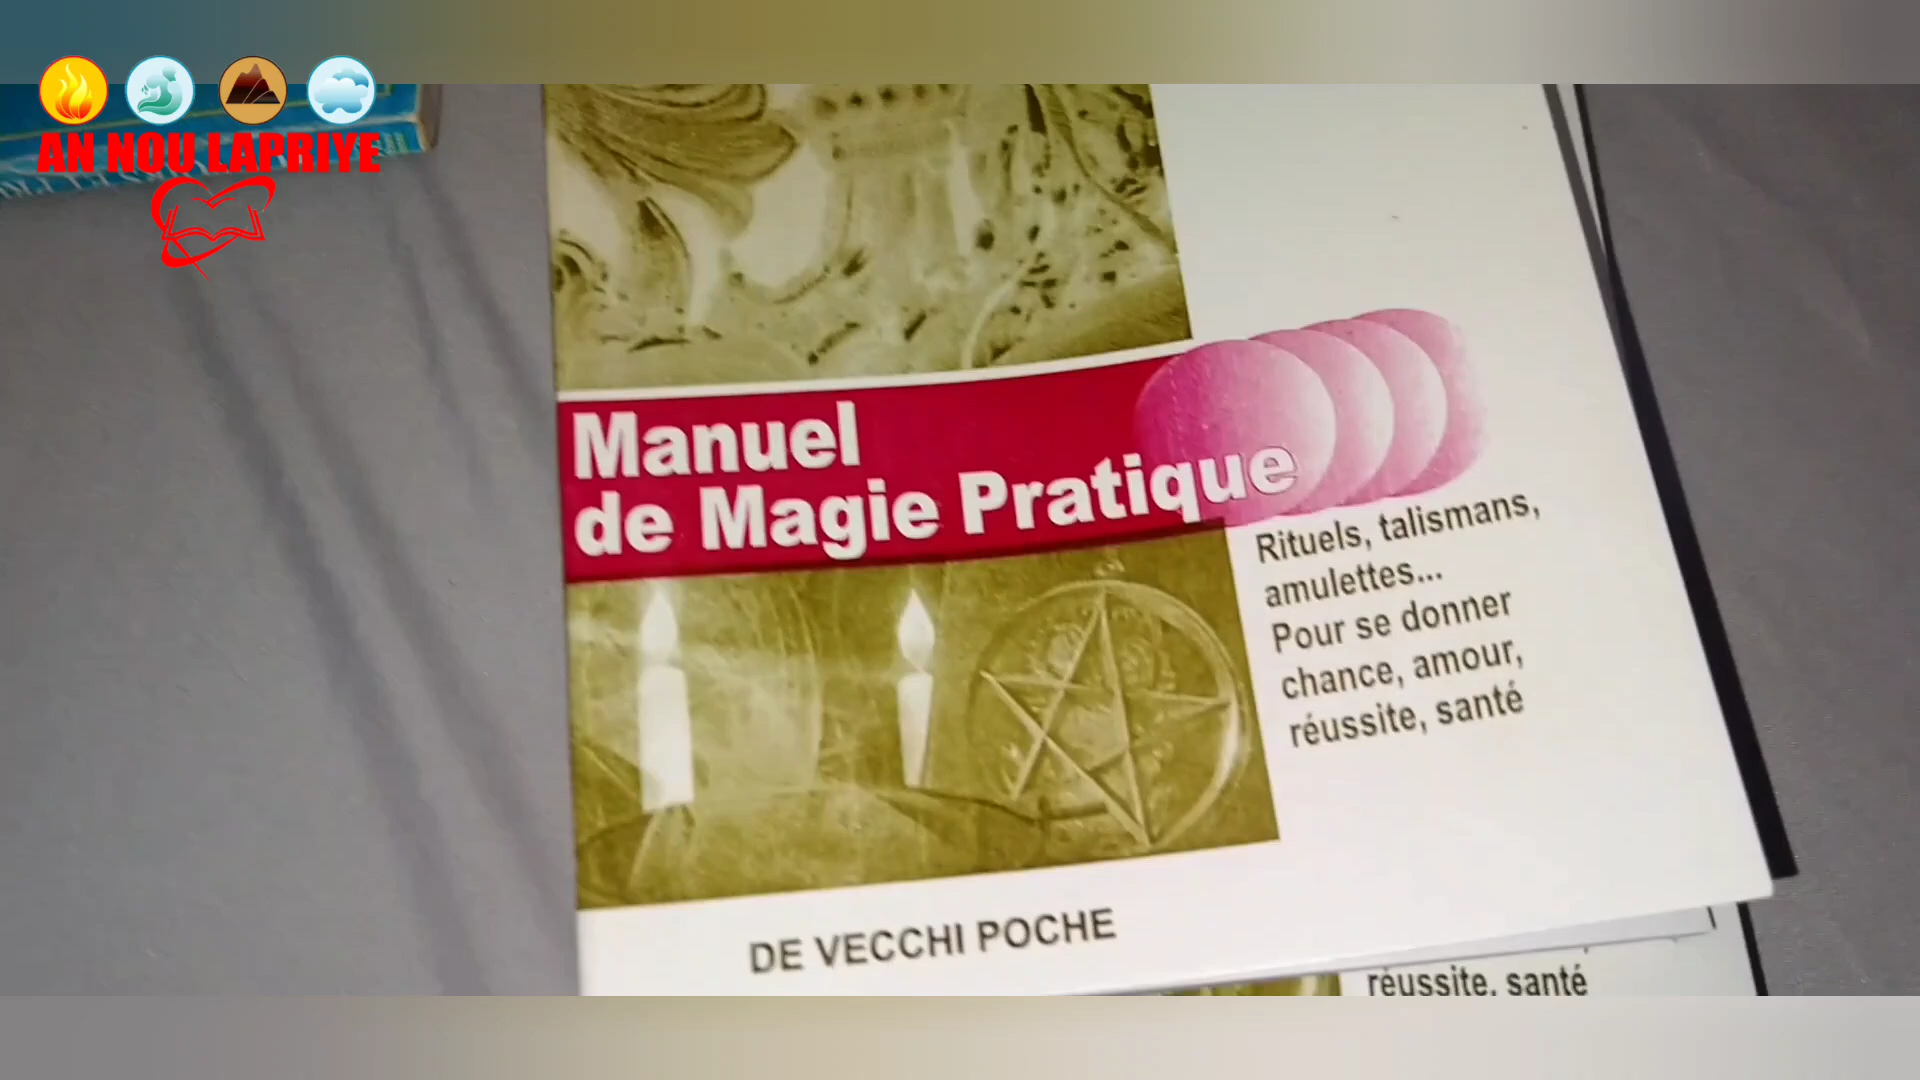 AN NOU LAPRIYE
Manuel
de Magie Pratique
Rituels, talismans,
amulettes...
Pour se donner
chance, amour,
réussite, santé
DE VECCHI POCHE
réussite, santé